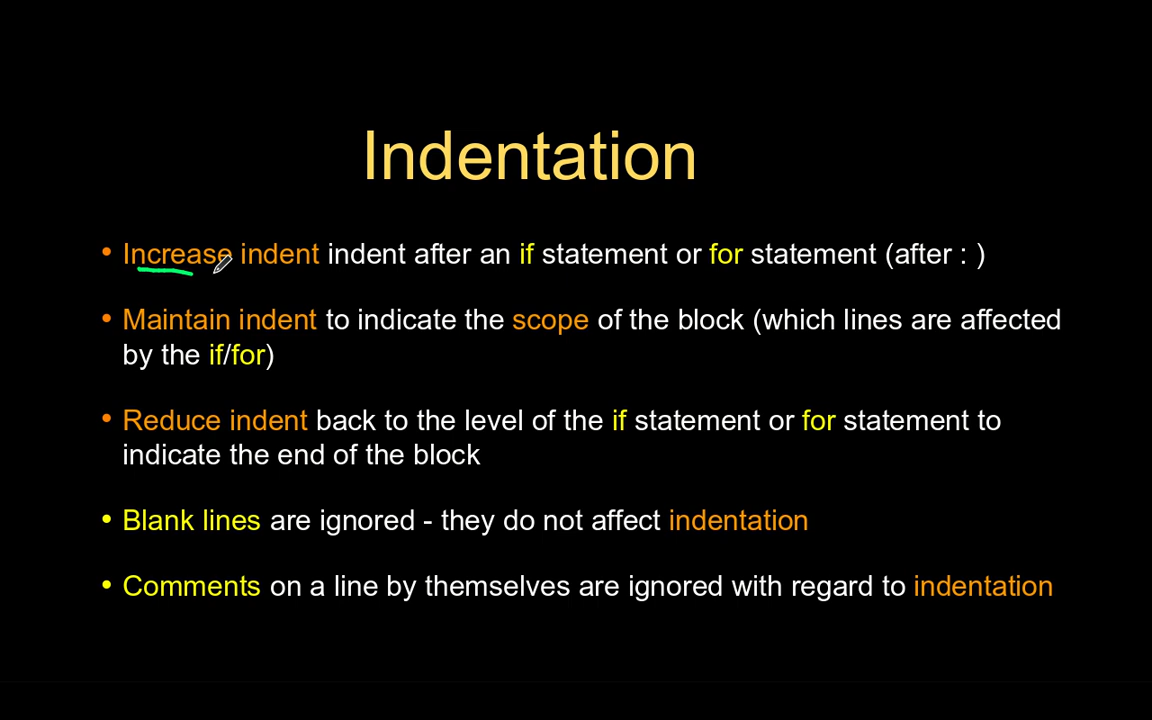 Indentation
• Increase indent indent after an if statement or for statement (after : )
• Maintain indent to indicate the scope of the block (which lines are affected
by the if/for)
• Reduce indent back to the level of the if statement or for statement to
indicate the end of the block
• Blank lines are ignored - they do not affect indentation
• Comments on a line by themselves are ignored with regard to indentation